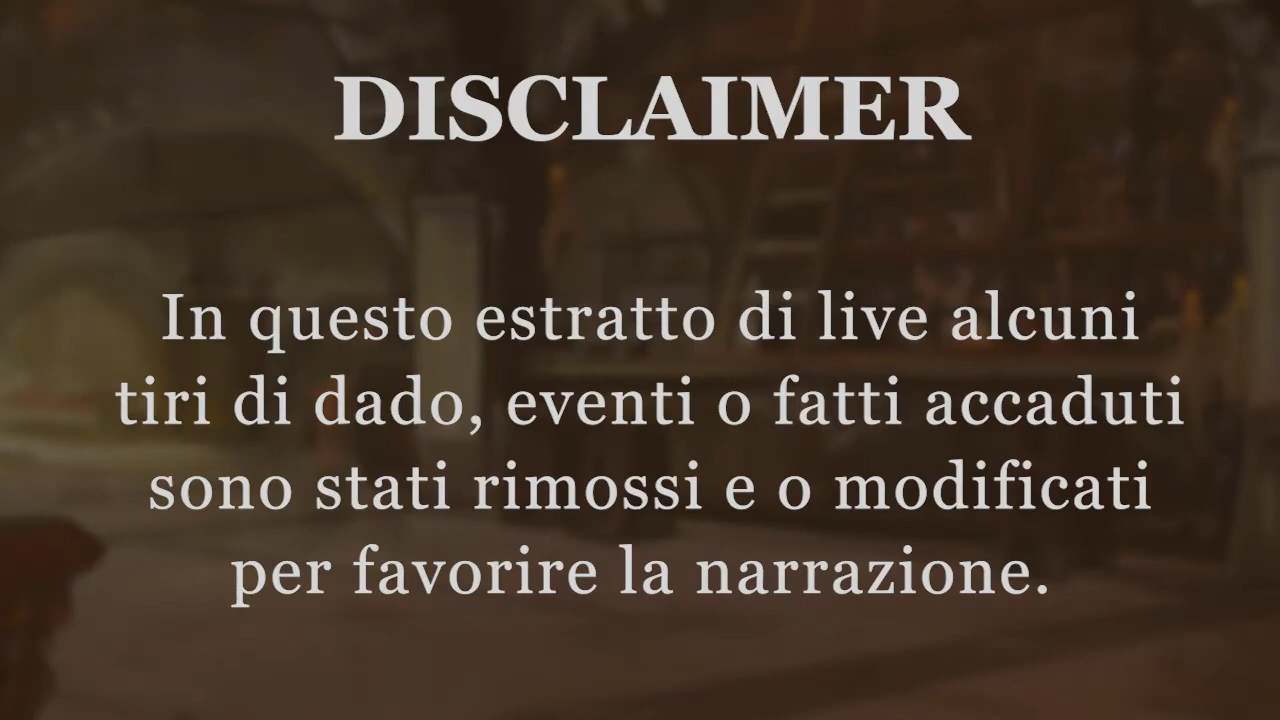 DISCLAIMER
In questo estratto di live alcuni
tiri di dado, eventi o fatti accaduti
sono stati rimossi e o modificati
per favorire la narrazione.